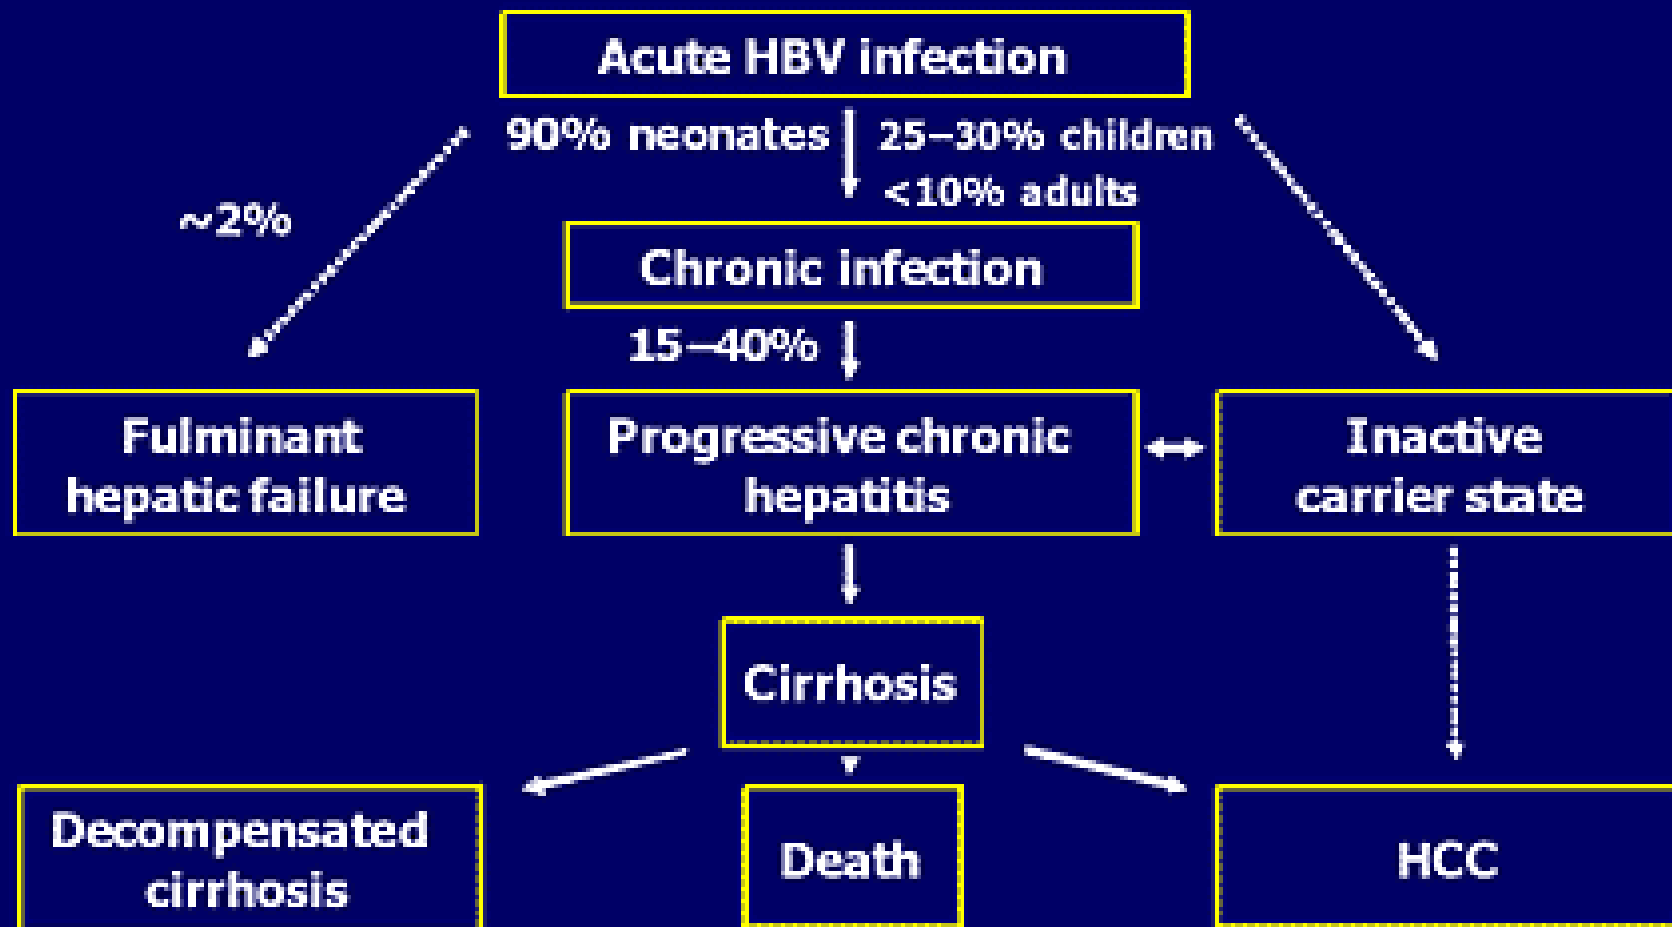 Acute HBV infection
90% neonates
25–30% children
<10% adults
~2%
Chronic infection
15–40%
Fulminant
hepatic failure
Progressive chronic
hepatitis
Inactive
carrier state
Cirrhosis
Decompensated
cirrhosis
Death
HCC